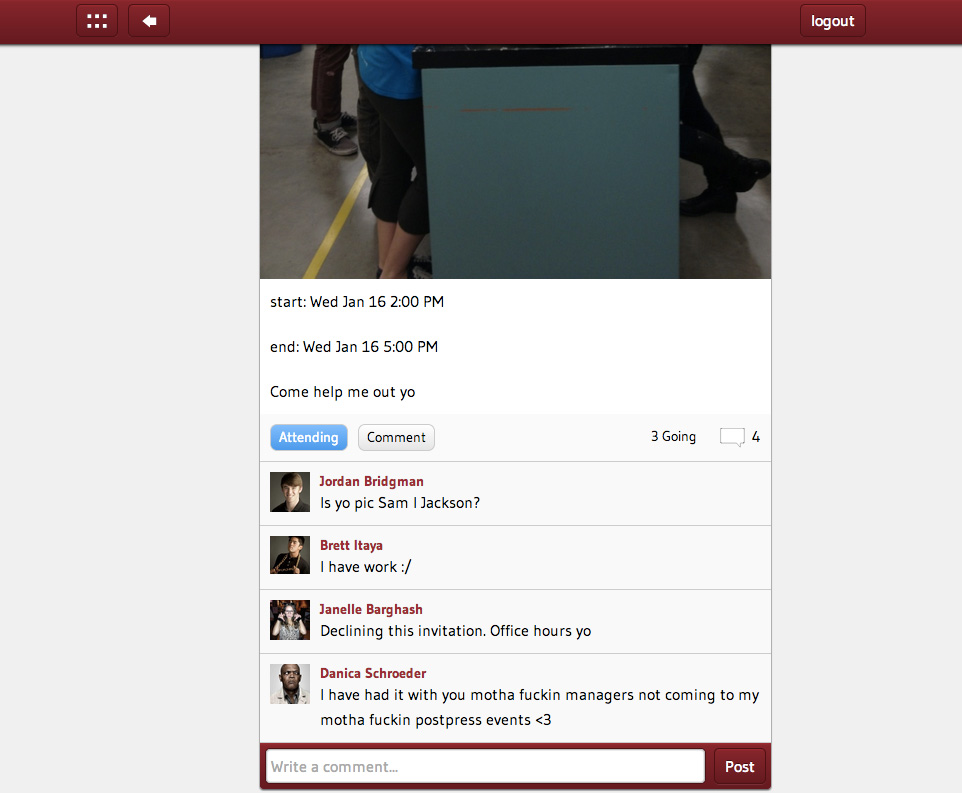 logout
start: Wed Jan 16 2:00 PM
end: Wed Jan 16 5:00 PM
Come help me out yo
Attending Comment 3 Going 4
Jordan Bridgman
Is yo pic Sam l Jackson?
Brett Itaya
I have work :/
Janelle Barghash
Declining this invitation. Office hours yo
Danica Schroeder
I have had it with you motha fuckin managers not coming to my
motha fuckin postpress events <3
Write a comment... Post